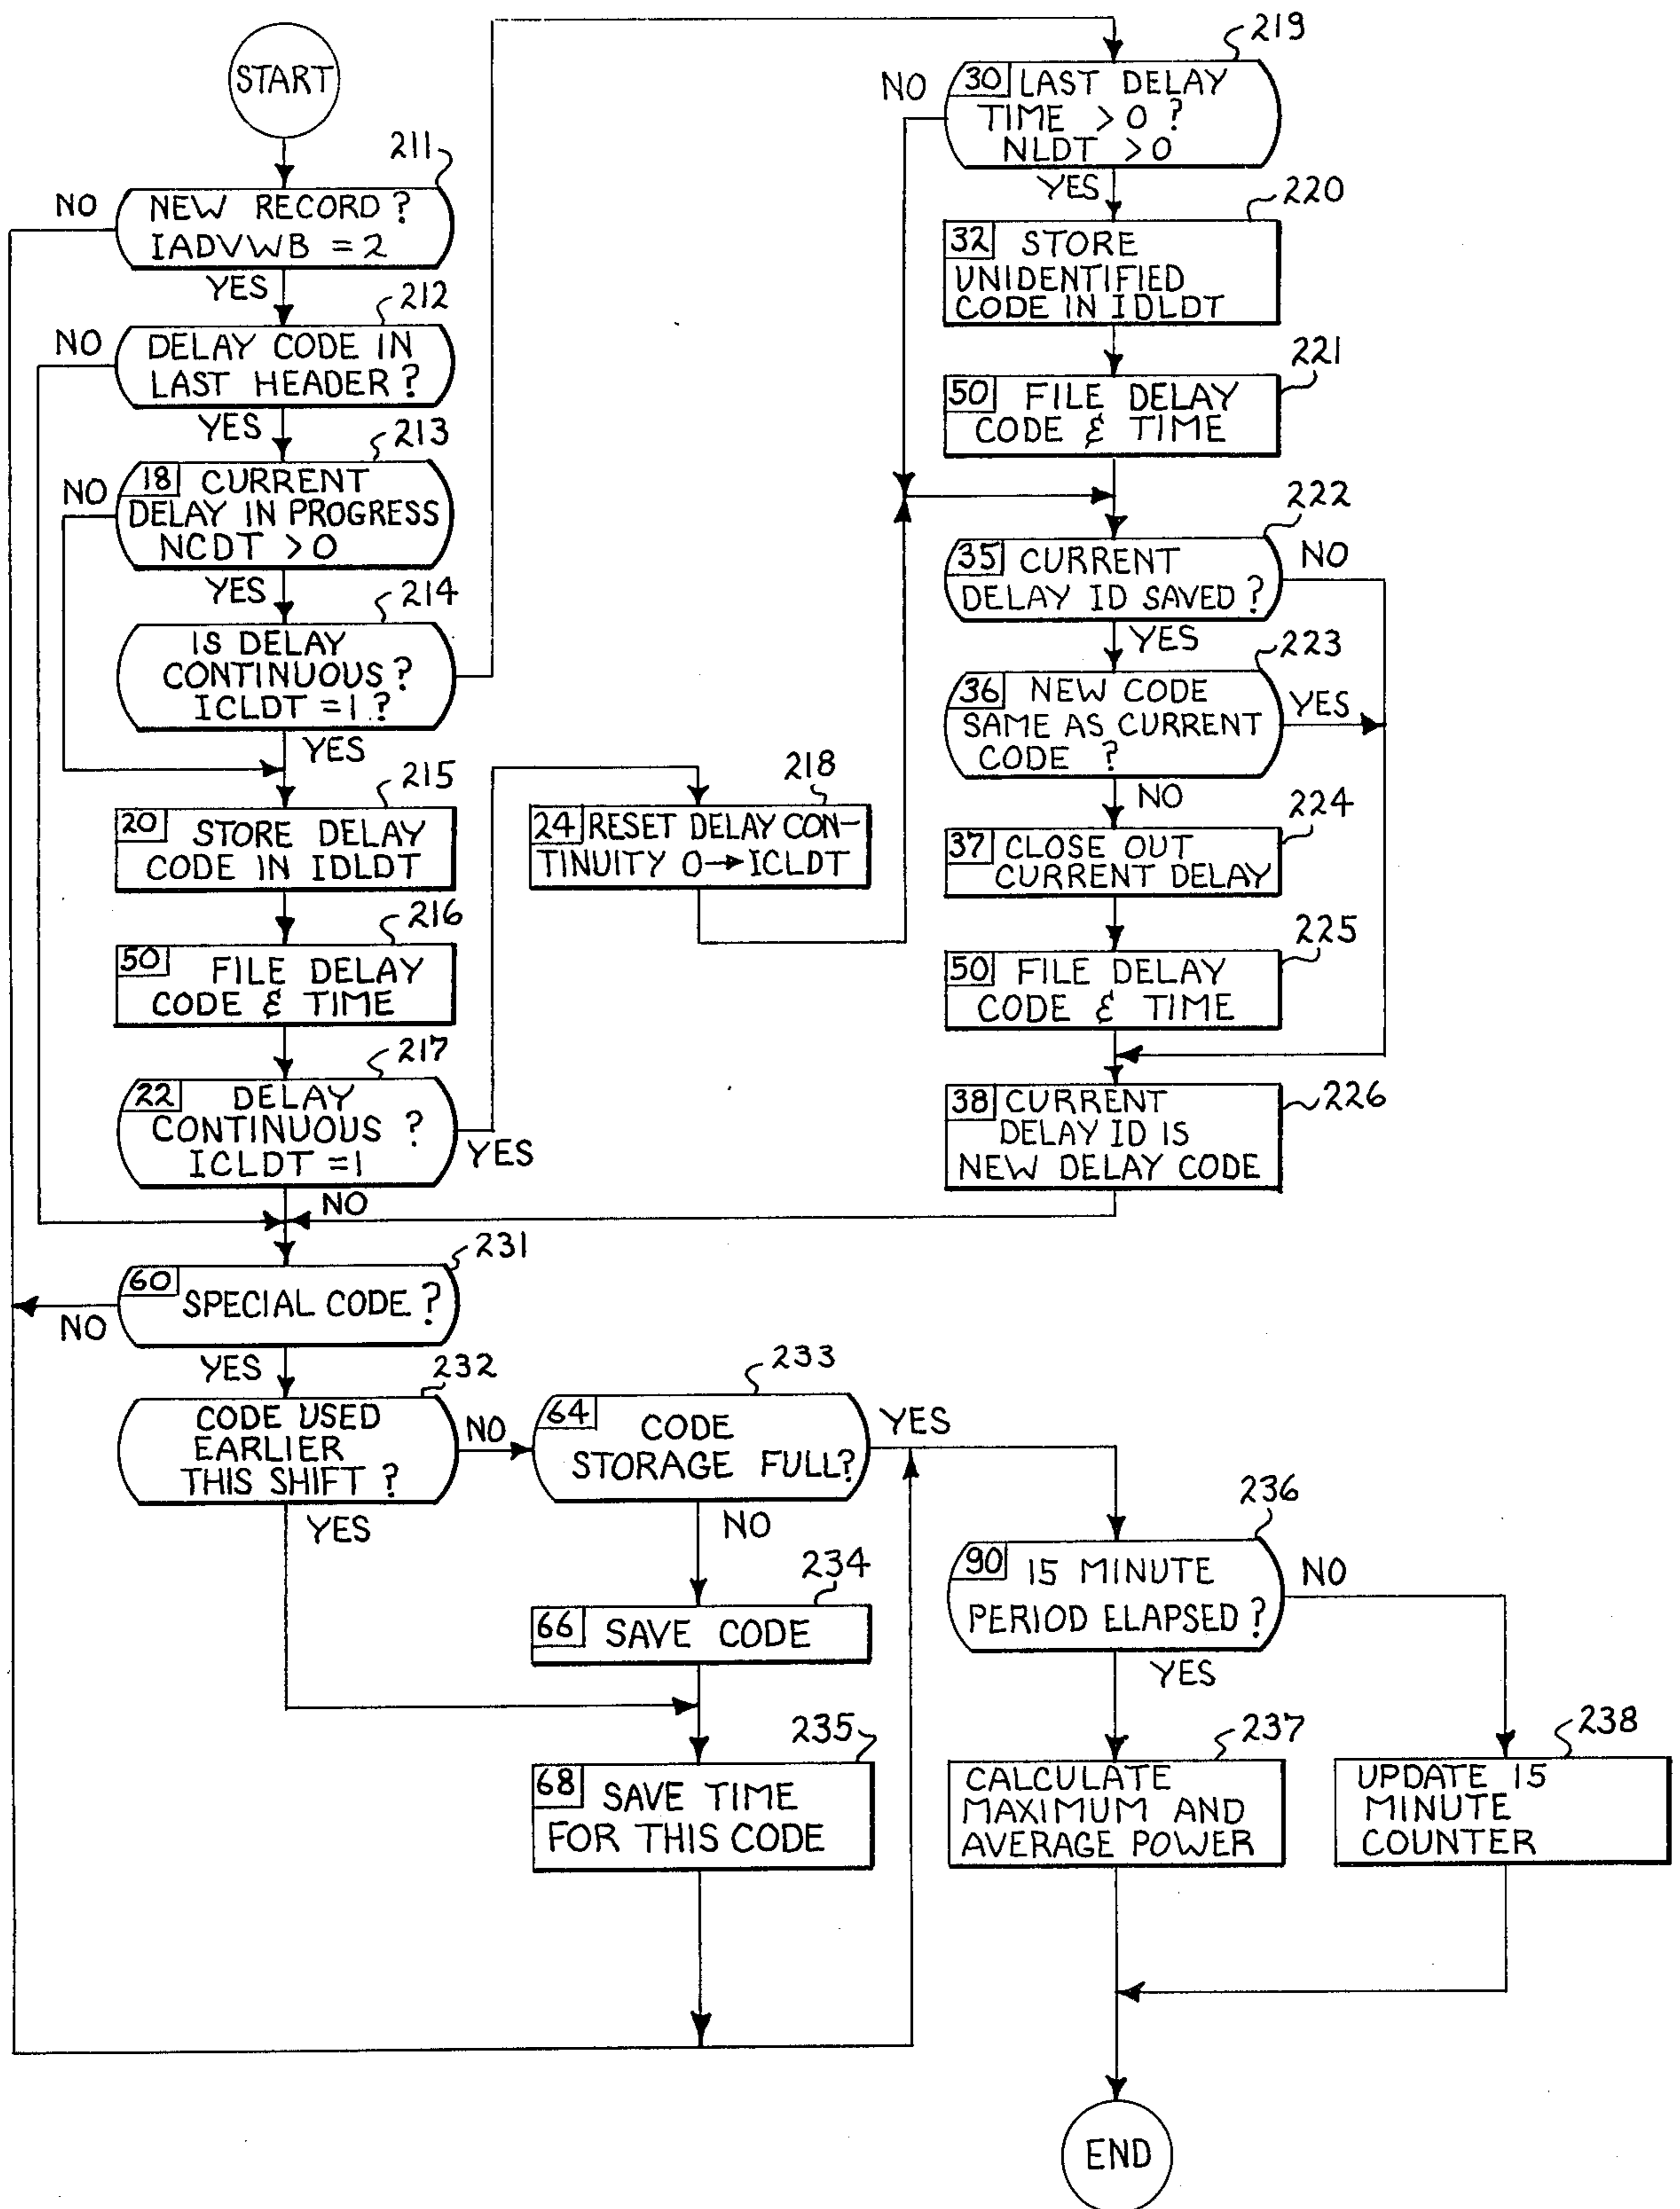 START
211
NO
NEW RECORD?
IADVWB = 2
YES
212
NO
DELAY CODE IN
LAST HEADER?
YES
213
NO
18 CURRENT
DELAY IN PROGRESS
NCDT > 0
YES
214
IS DELAY
CONTINUOUS?
ICLDT = 1 ?
YES
215
20 STORE DELAY
CODE IN IDLDT
216
50 FILE DELAY
CODE & TIME
217
22 DELAY
CONTINUOUS ?
ICLDT = 1
YES
NO
218
24 RESET DELAY CON-
TINUITY 0→ICLDT
219
NO
30 LAST DELAY
TIME > 0 ?
NLDT > 0
YES
220
32 STORE
UNIDENTIFIED
CODE IN IDLDT
221
50 FILE DELAY
CODE & TIME
222
35 CURRENT
DELAY ID SAVED ?
NO
YES
223
36 NEW CODE
SAME AS CURRENT
CODE ?
YES
NO
224
37 CLOSE OUT
CURRENT DELAY
225
50 FILE DELAY
CODE & TIME
226
38 CURRENT
DELAY ID IS
NEW DELAY CODE
231
60 SPECIAL CODE ?
NO
YES
232
CODE USED
EARLIER
THIS SHIFT ?
NO
YES
233
64 CODE
STORAGE FULL?
YES
NO
234
66 SAVE CODE
235
68 SAVE TIME
FOR THIS CODE
236
90 15 MINUTE
PERIOD ELAPSED ?
NO
YES
237
CALCULATE
MAXIMUM AND
AVERAGE POWER
238
UPDATE 15
MINUTE
COUNTER
END